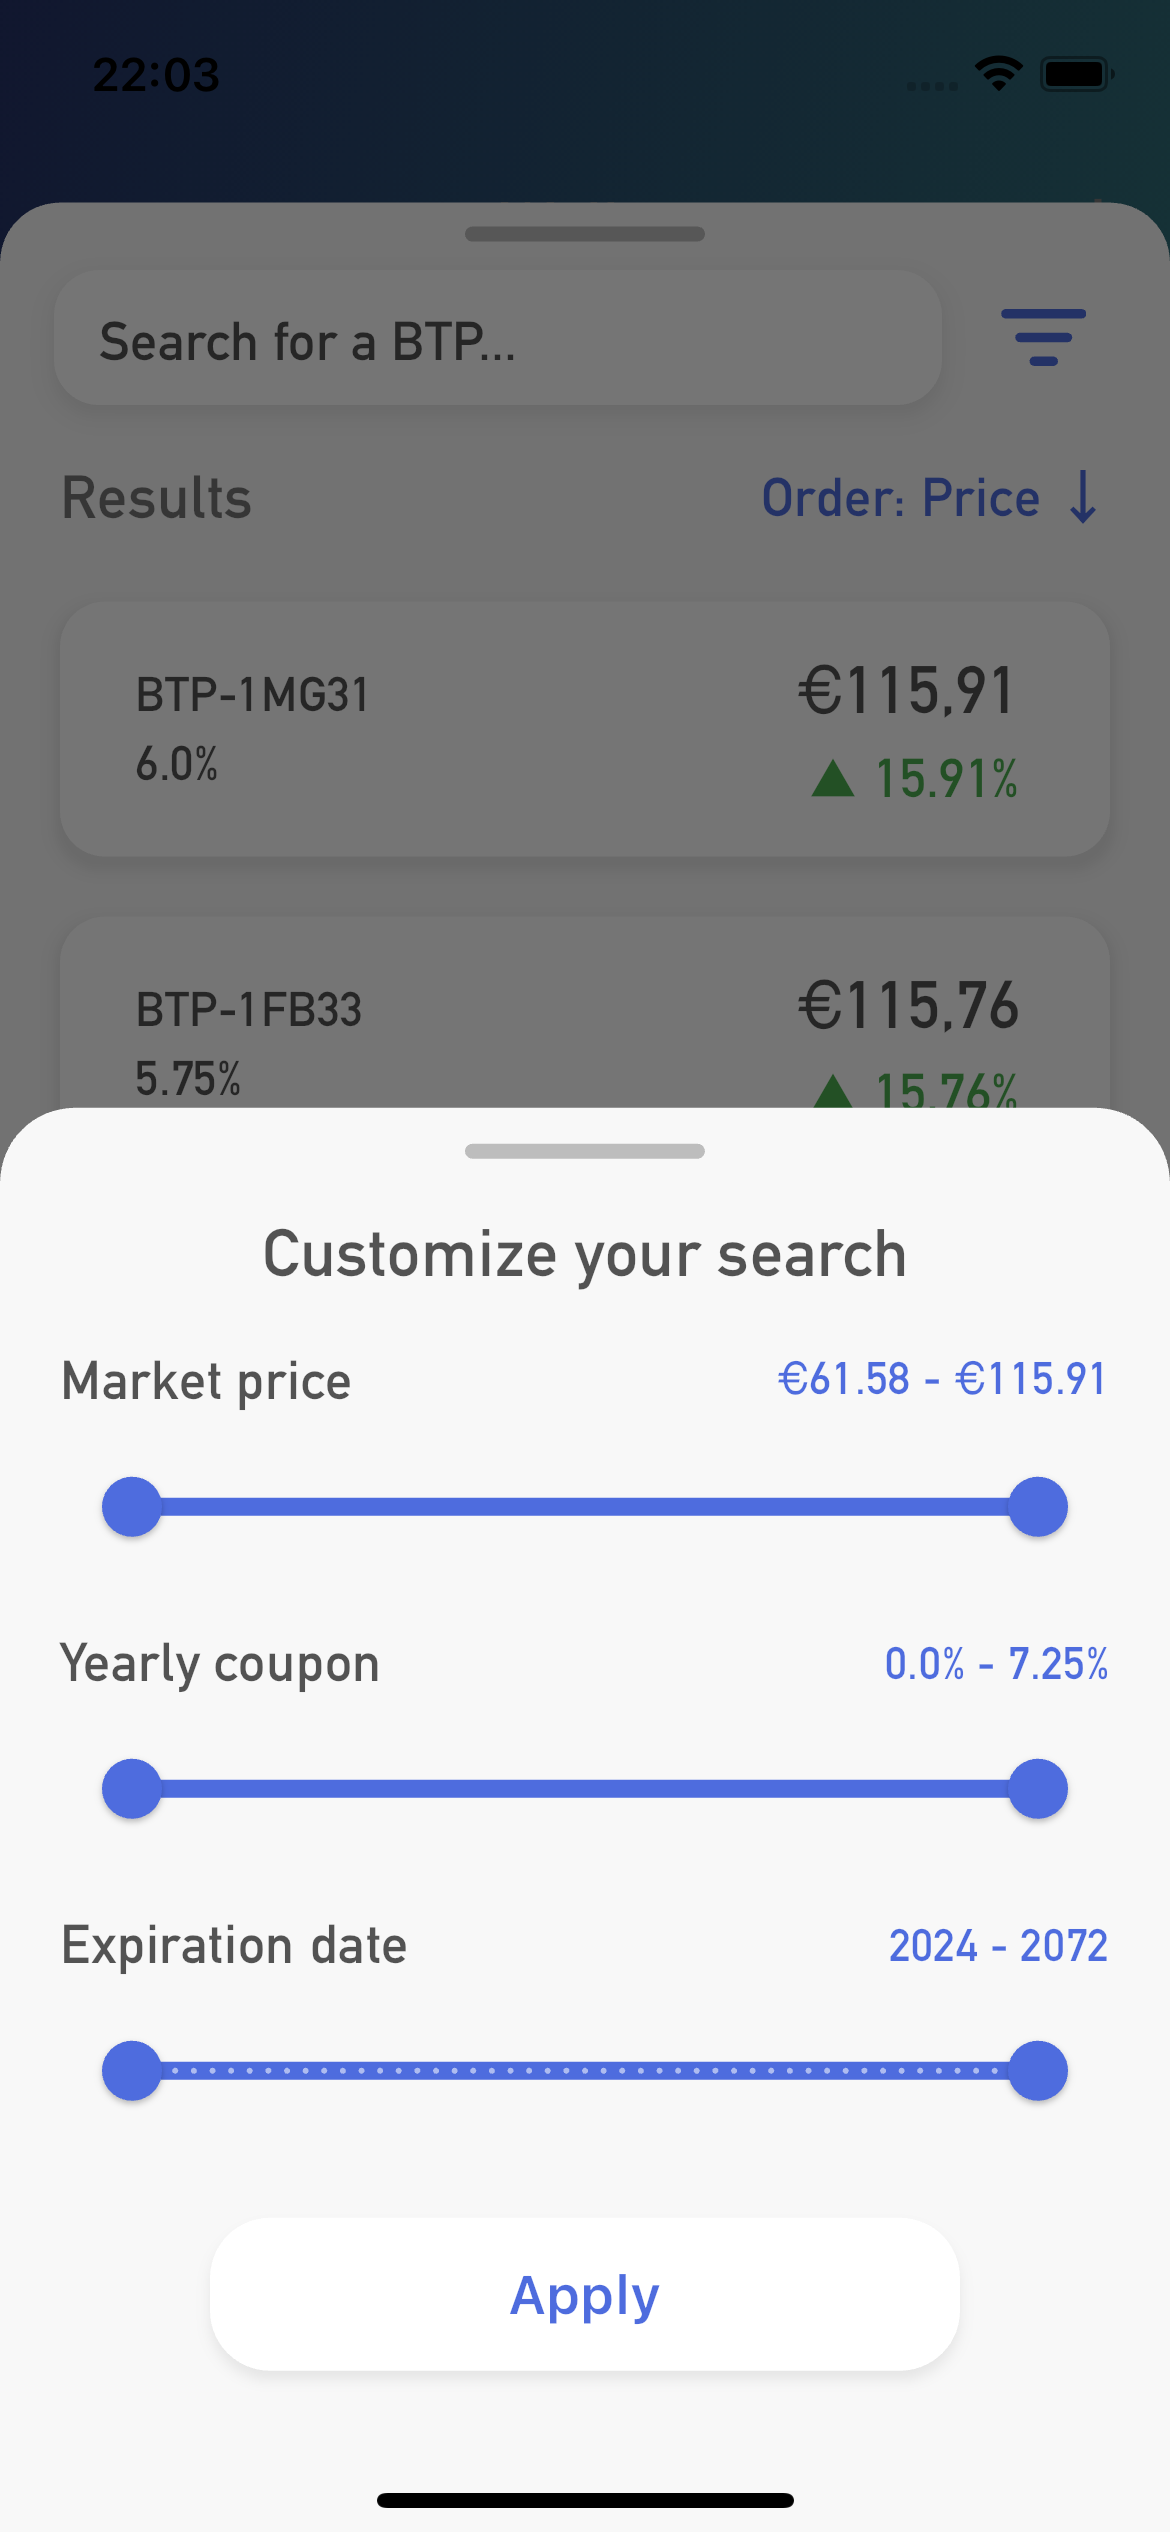 22:03
Search for a BTP...
Results
Order: Price ↓
BTP-1MG31
€115,91
6.0%
▲ 15.91%
BTP-1FB33
€115,76
5.75%
▲ 15.76%
Customize your search
Market price
€61.58 - €115.91
Yearly coupon
0.0% - 7.25%
Expiration date
2024 - 2072
Apply